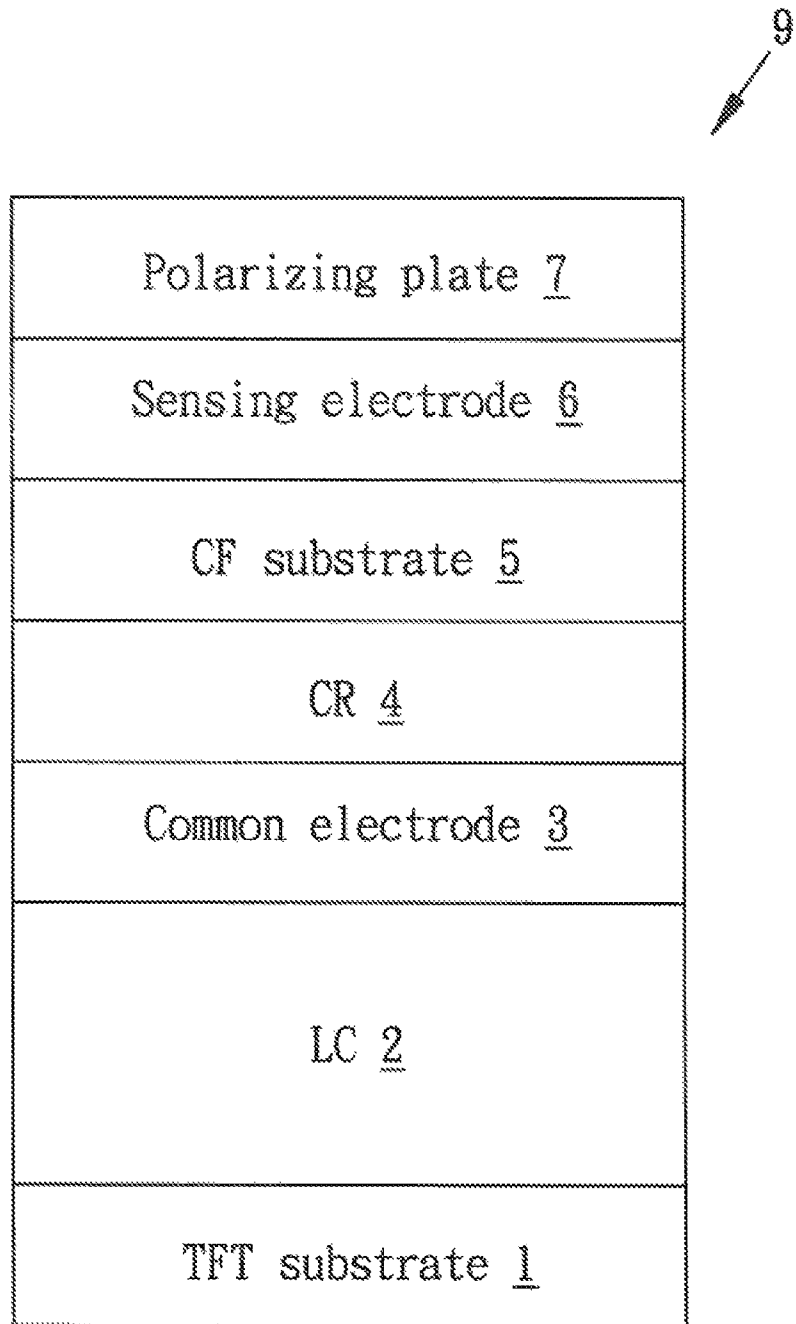 9
Polarizing plate 7
Sensing electrode 6
CF substrate 5
CR 4
Common electrode 3
LC 2
TFT substrate 1